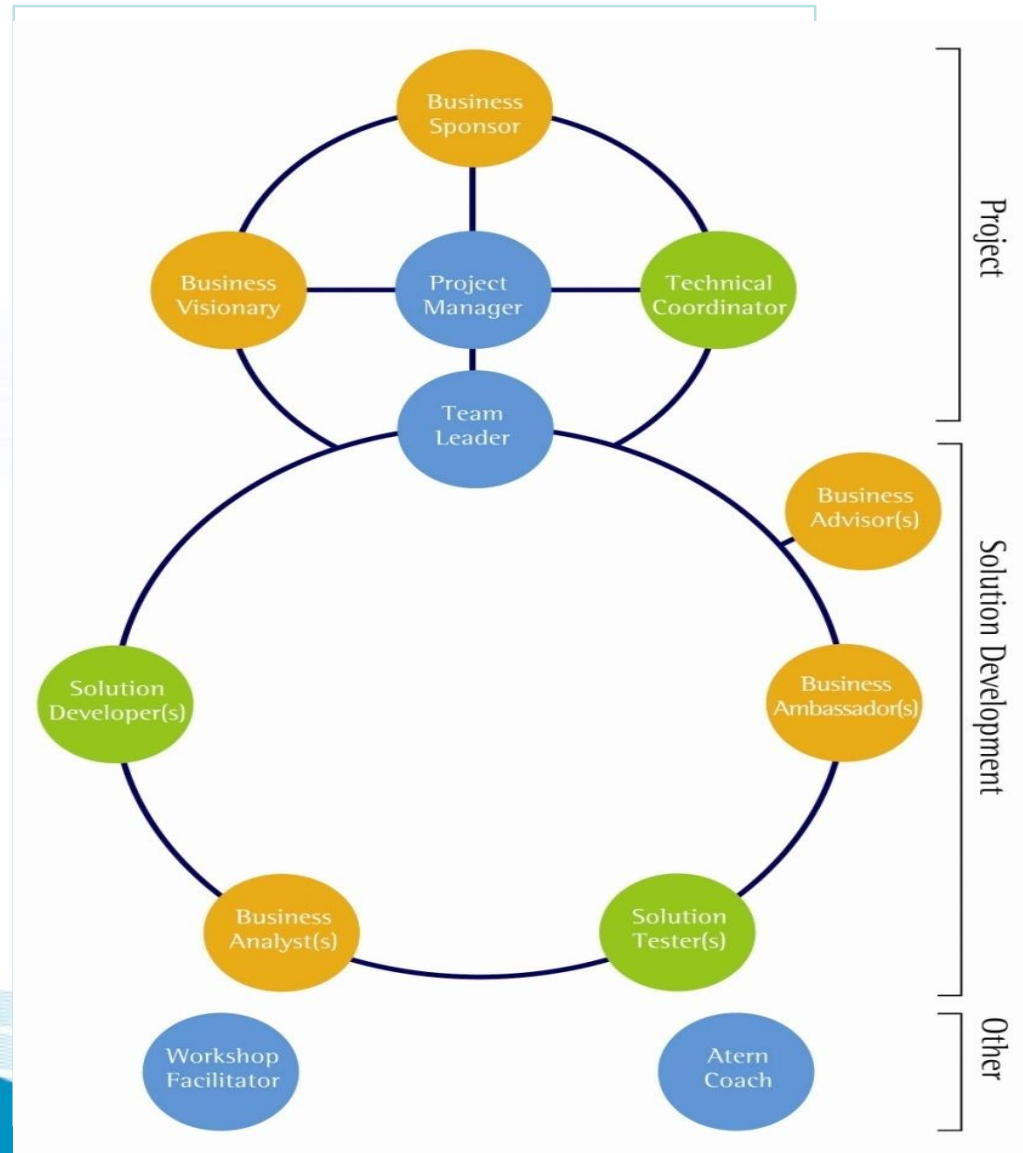 Business
Sponsor
Business
Visionary
Project
Manager
Technical
Coordinator
Team
Leader
Project
Business
Advisor(s)
Solution
Developer(s)
Business
Ambassador(s)
Solution Development
Business
Analyst(s)
Solution
Tester(s)
Workshop
Facilitator
Atern
Coach
Other